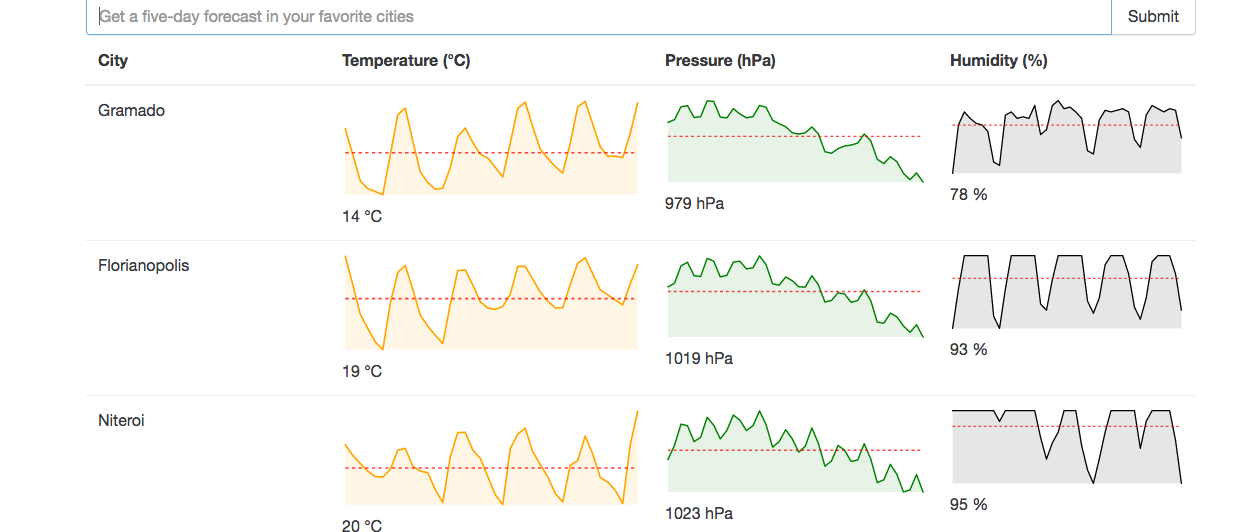 Get a five-day forecast in your favorite cities Submit
City Temperature (°C) Pressure (hPa) Humidity (%)
Gramado
14 °C 979 hPa 78 %
Florianopolis
19 °C 1019 hPa 93 %
Niteroi
20 °C 1023 hPa 95 %